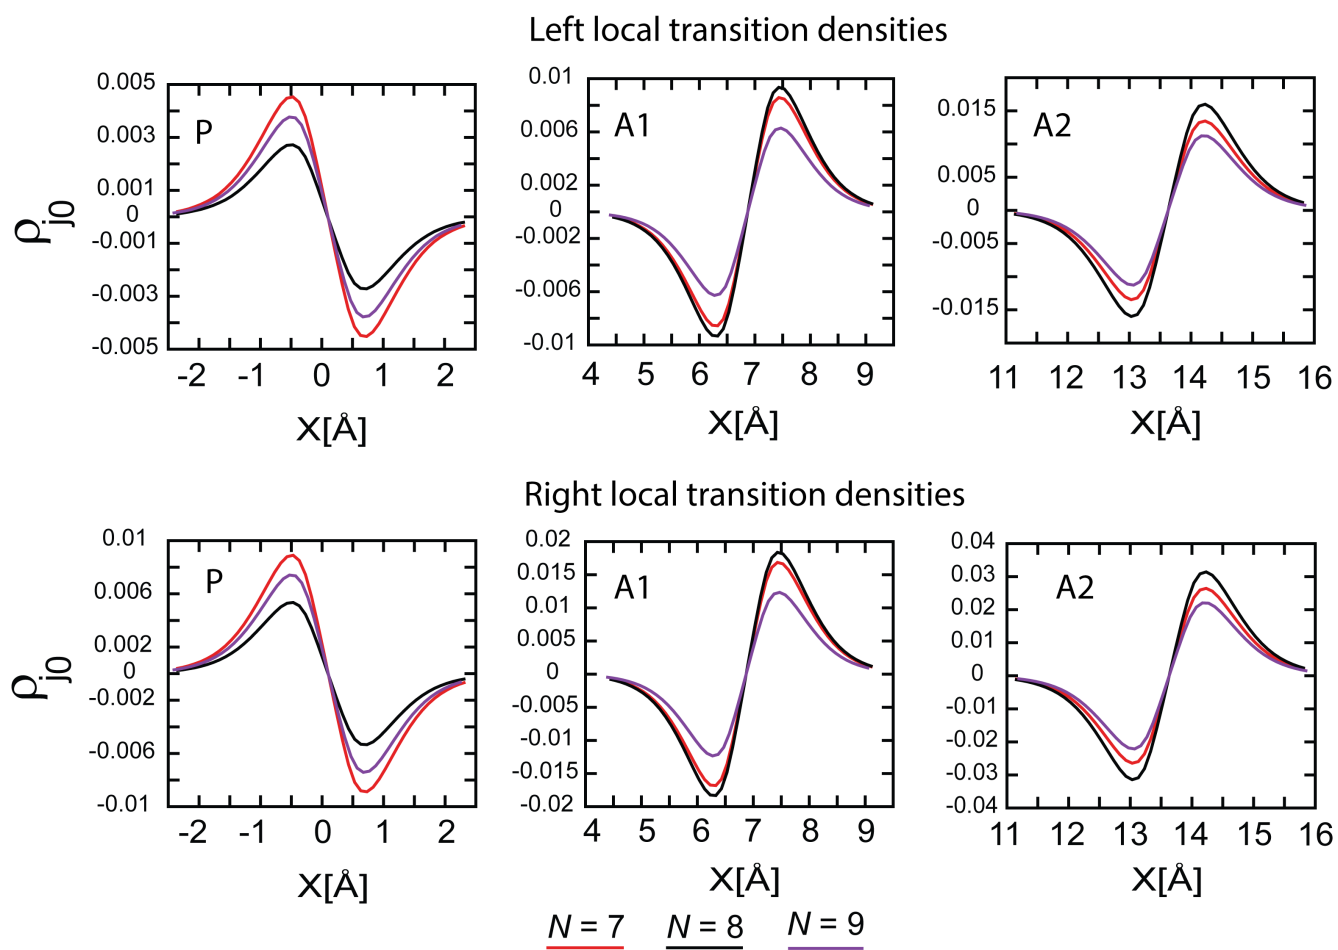 Left local transition densities
ρj0
0.005
0.003
0.001
0
-0.001
-0.003
-0.005
P
-2 -1 0 1 2
X[Å]
0.01
0.006
0.002
0
-0.002
-0.006
-0.01
A1
4 5 6 7 8 9
X[Å]
0.015
0.005
0
-0.005
-0.015
A2
11 12 13 14 15 16
X[Å]
Right local transition densities
ρj0
0.01
0.006
0.002
0
-0.002
-0.006
-0.01
P
-2 -1 0 1 2
X[Å]
0.02
0.015
0.01
0.005
0
-0.005
-0.01
-0.015
-0.02
A1
4 5 6 7 8 9
X[Å]
0.04
0.03
0.02
0.01
0
-0.01
-0.02
-0.03
-0.04
A2
11 12 13 14 15 16
X[Å]
N = 7 N = 8 N = 9